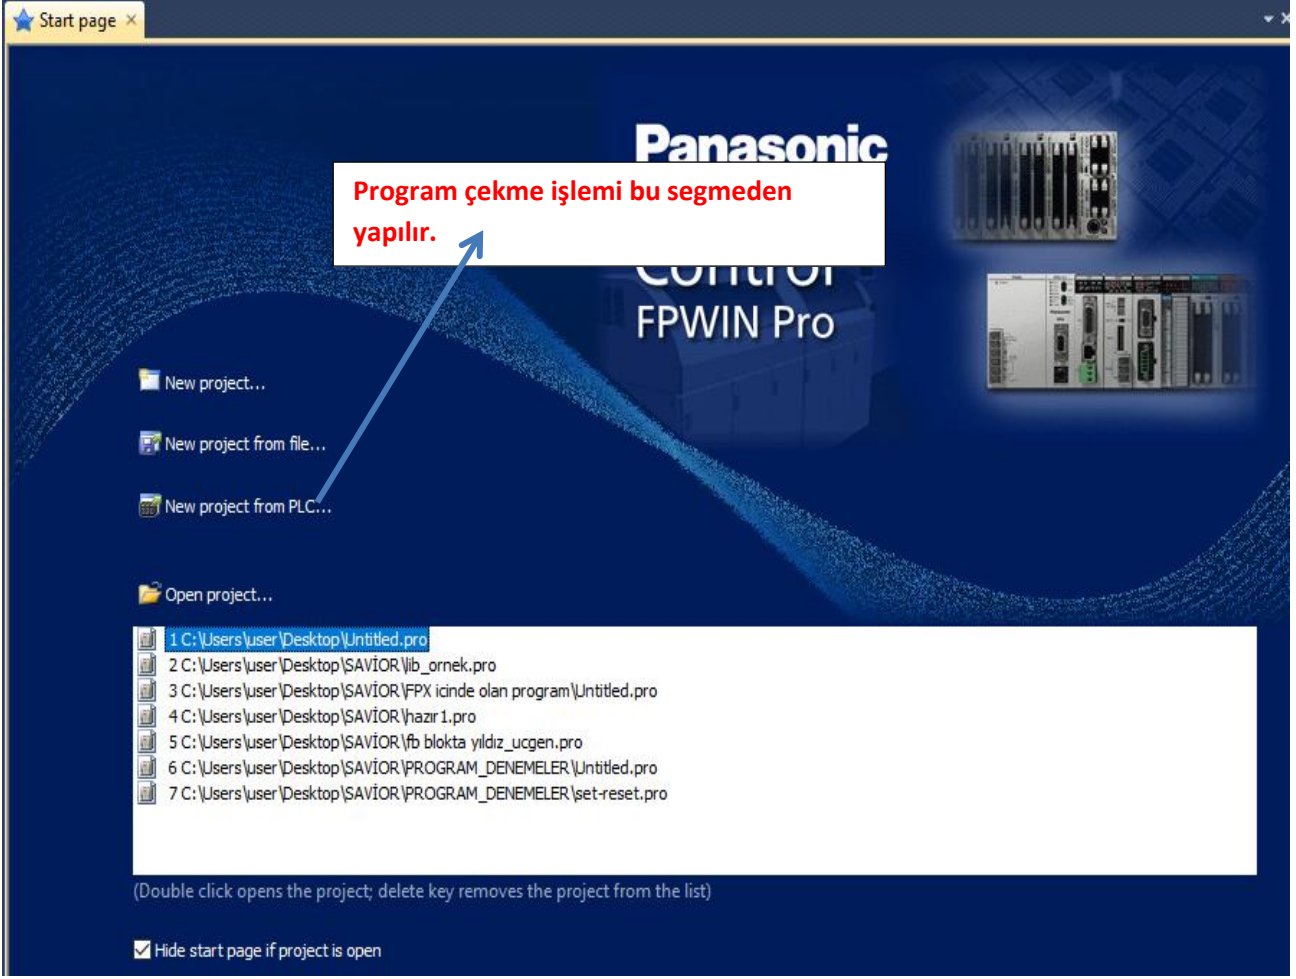 Start page
Panasonic
Program çekme işlemi bu segmeden
yapılır.
Control
FPWIN Pro
New project...
New project from file...
New project from PLC...
Open project...
1 C:\Users\user\Desktop\Untitled.pro
2 C:\Users\user\Desktop\SAVİOR\lib_ornek.pro
3 C:\Users\user\Desktop\SAVİOR\FPX icinde olan program\Untitled.pro
4 C:\Users\user\Desktop\SAVİOR\hazır1.pro
5 C:\Users\user\Desktop\SAVİOR\fb blokta yıldız_ucgen.pro
6 C:\Users\user\Desktop\SAVİOR\PROGRAM_DENEMELER\Untitled.pro
7 C:\Users\user\Desktop\SAVİOR\PROGRAM_DENEMELER\set-reset.pro
(Double click opens the project; delete key removes the project from the list)
Hide start page if project is open